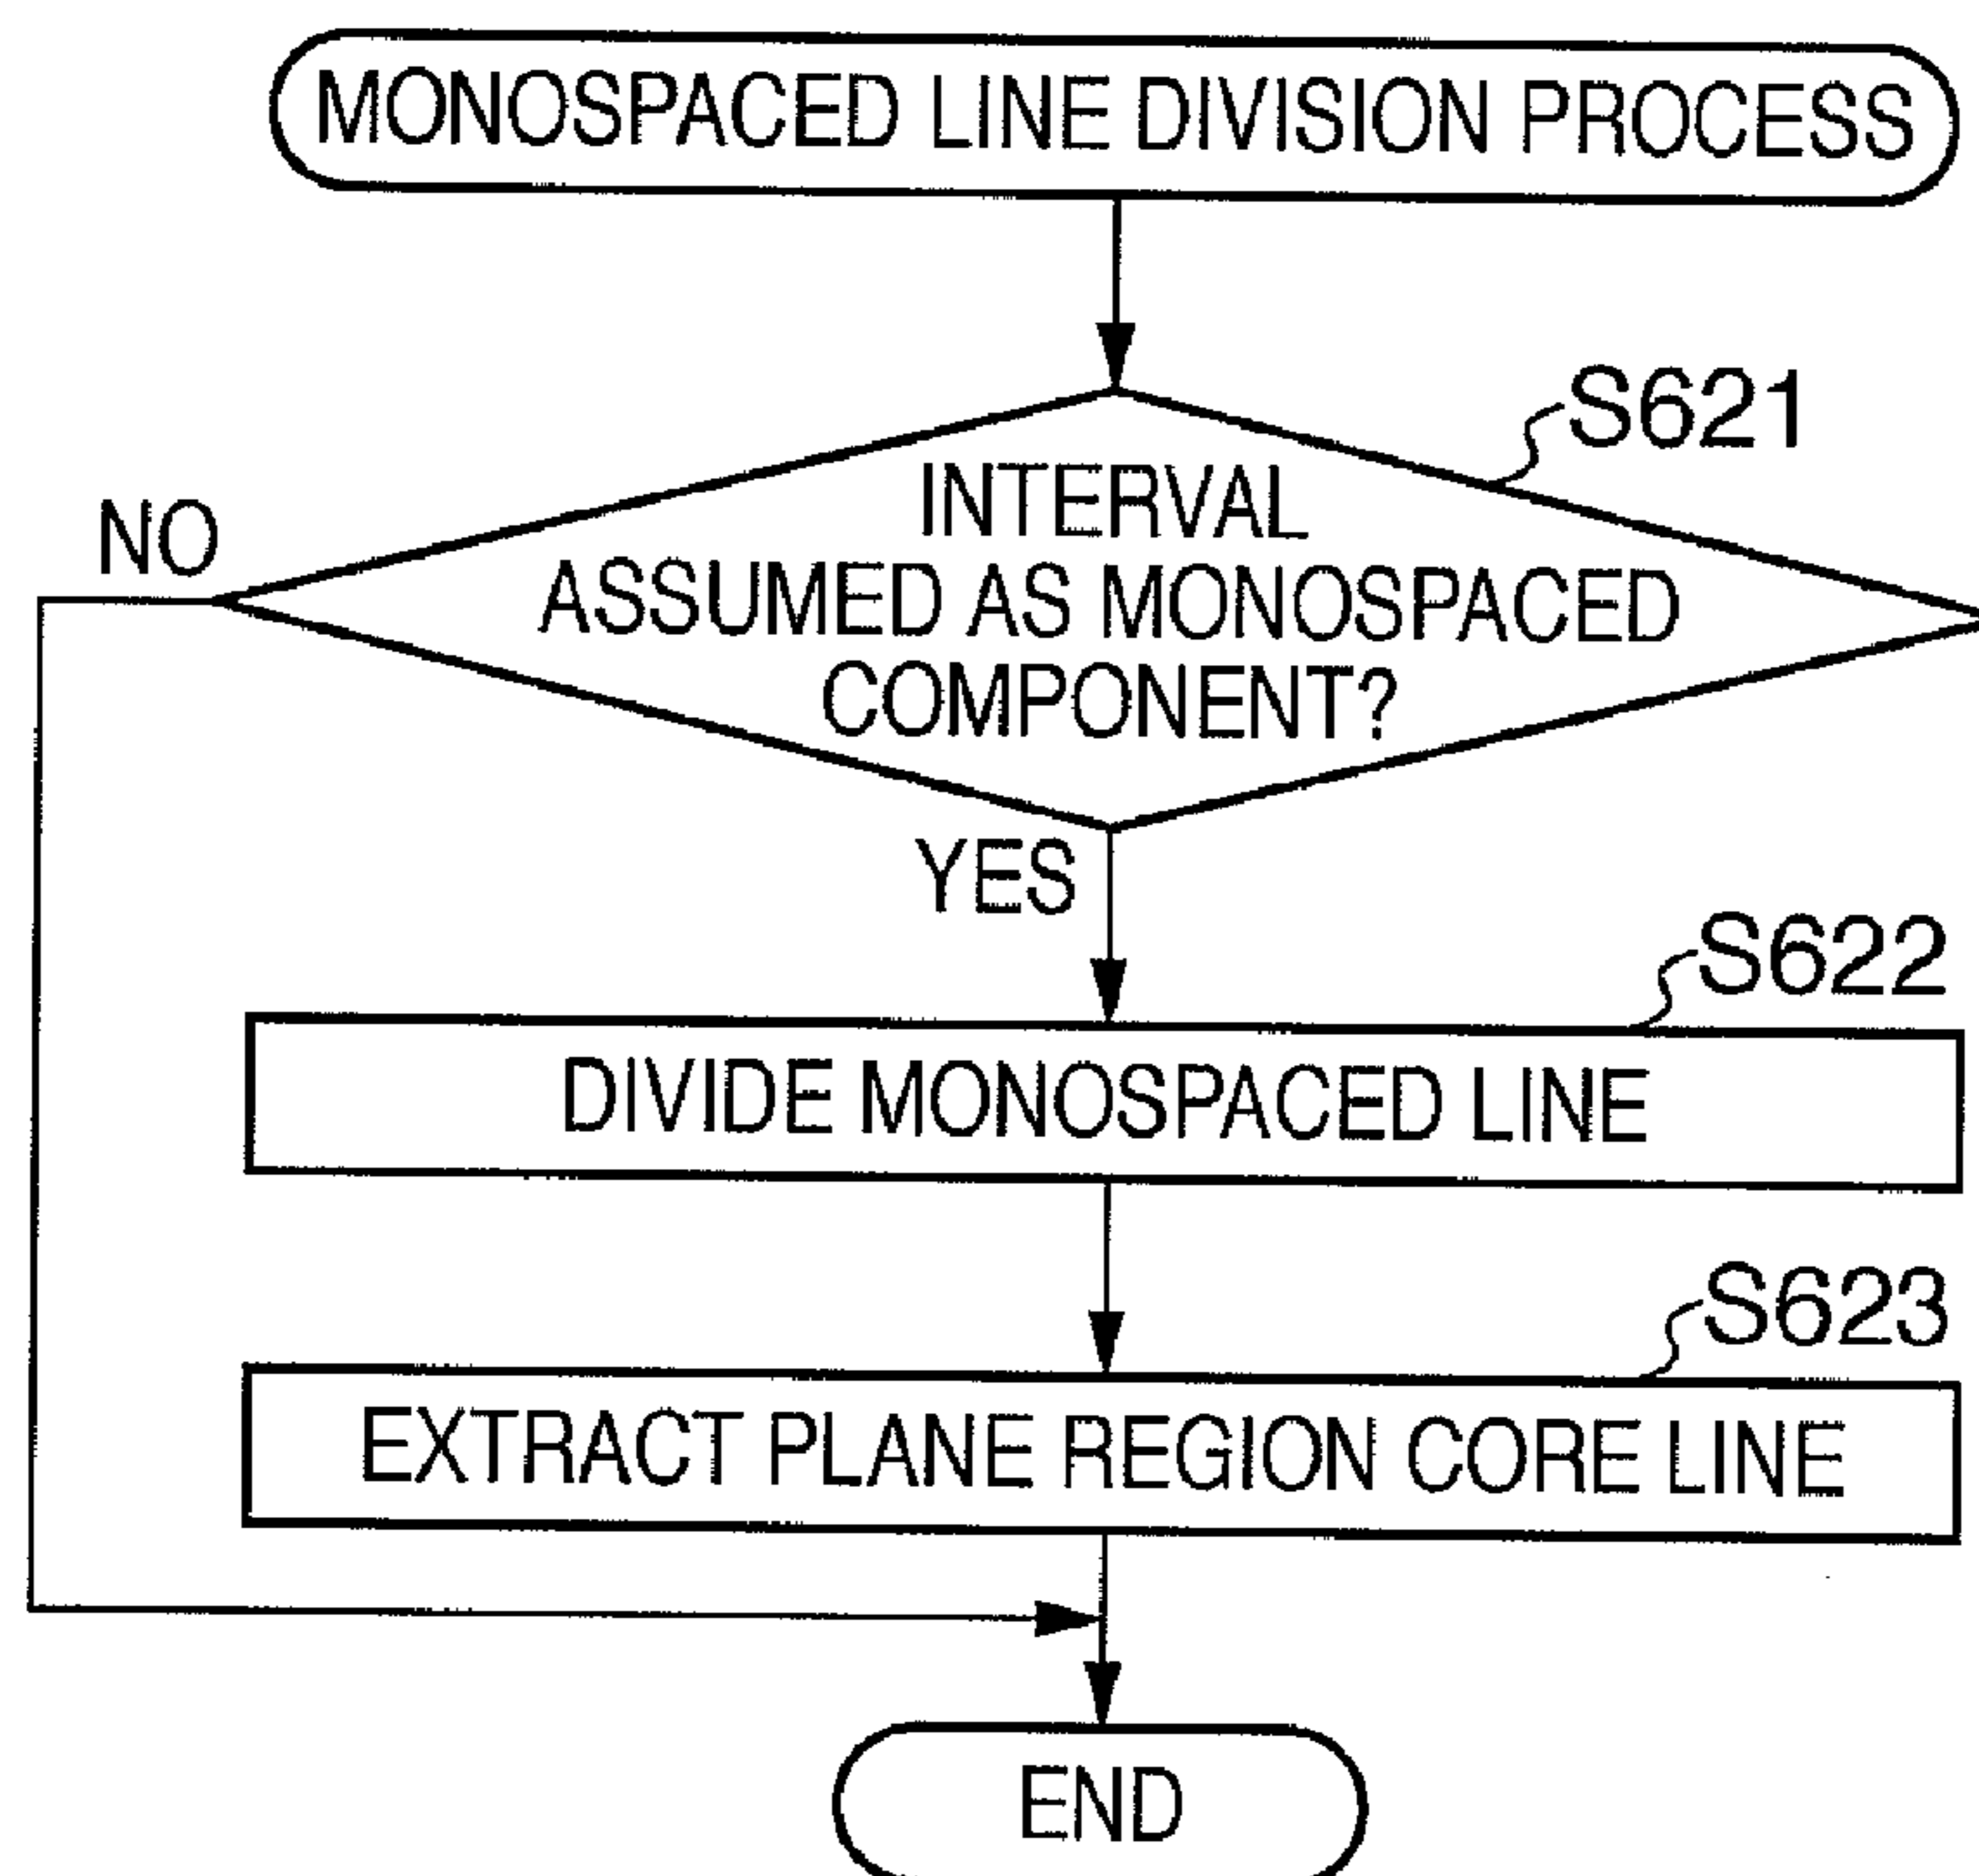 MONOSPACED LINE DIVISION PROCESS
S621
INTERVAL
ASSUMED AS MONOSPACED
COMPONENT?
NO
YES
S622
DIVIDE MONOSPACED LINE
S623
EXTRACT PLANE REGION CORE LINE
END